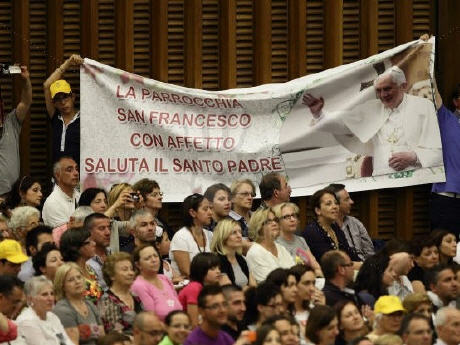 LA PARROCCHIA
SAN FRANCESCO
CON AFFETTO
SALUTA IL SANTO PADRE